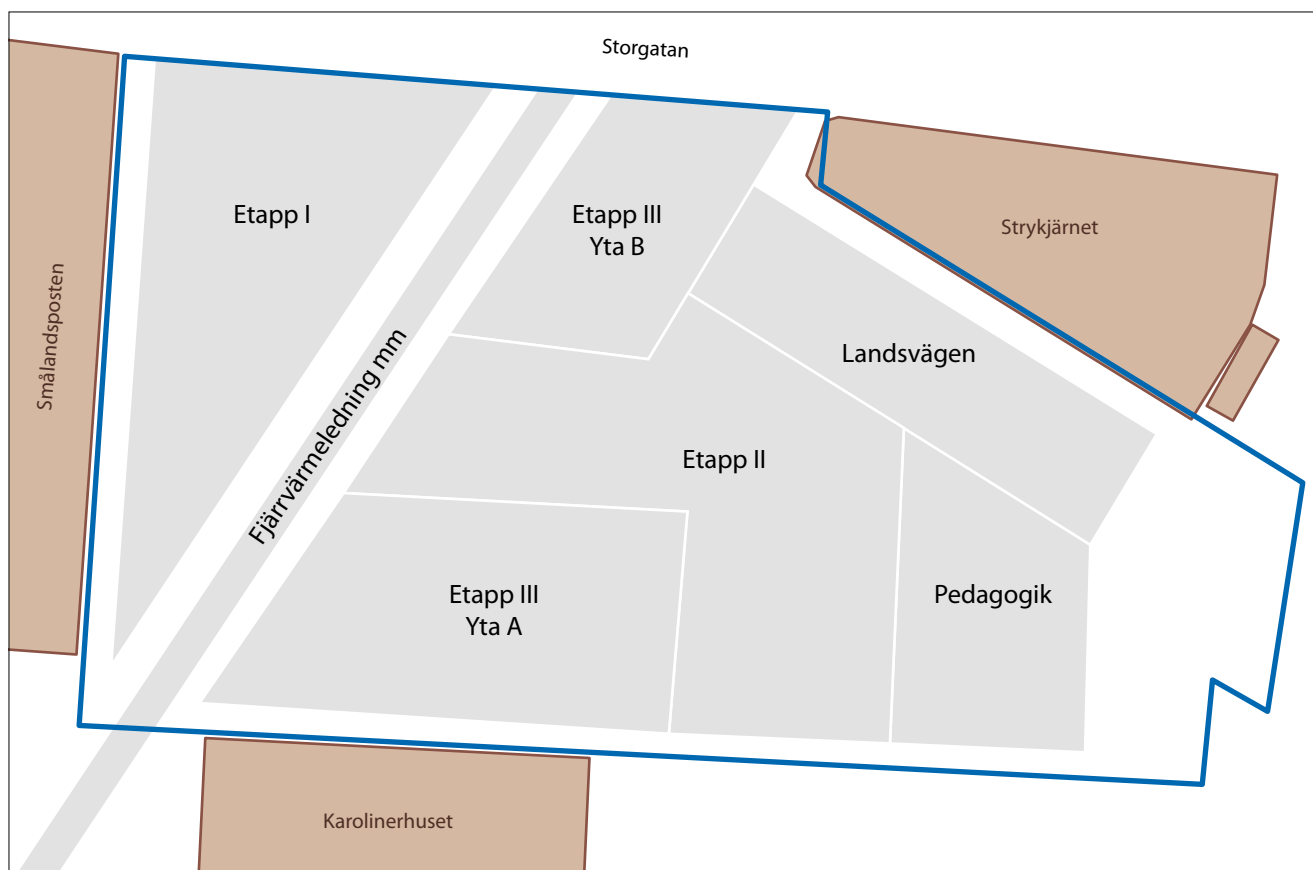 Storgatan
Etapp I
Etapp III
Yta B
Strykjärnet
Smålandsposten
Fjärrvärmeledning mm
Landsvägen
Etapp II
Etapp III
Yta A
Pedagogik
Karolinerhuset